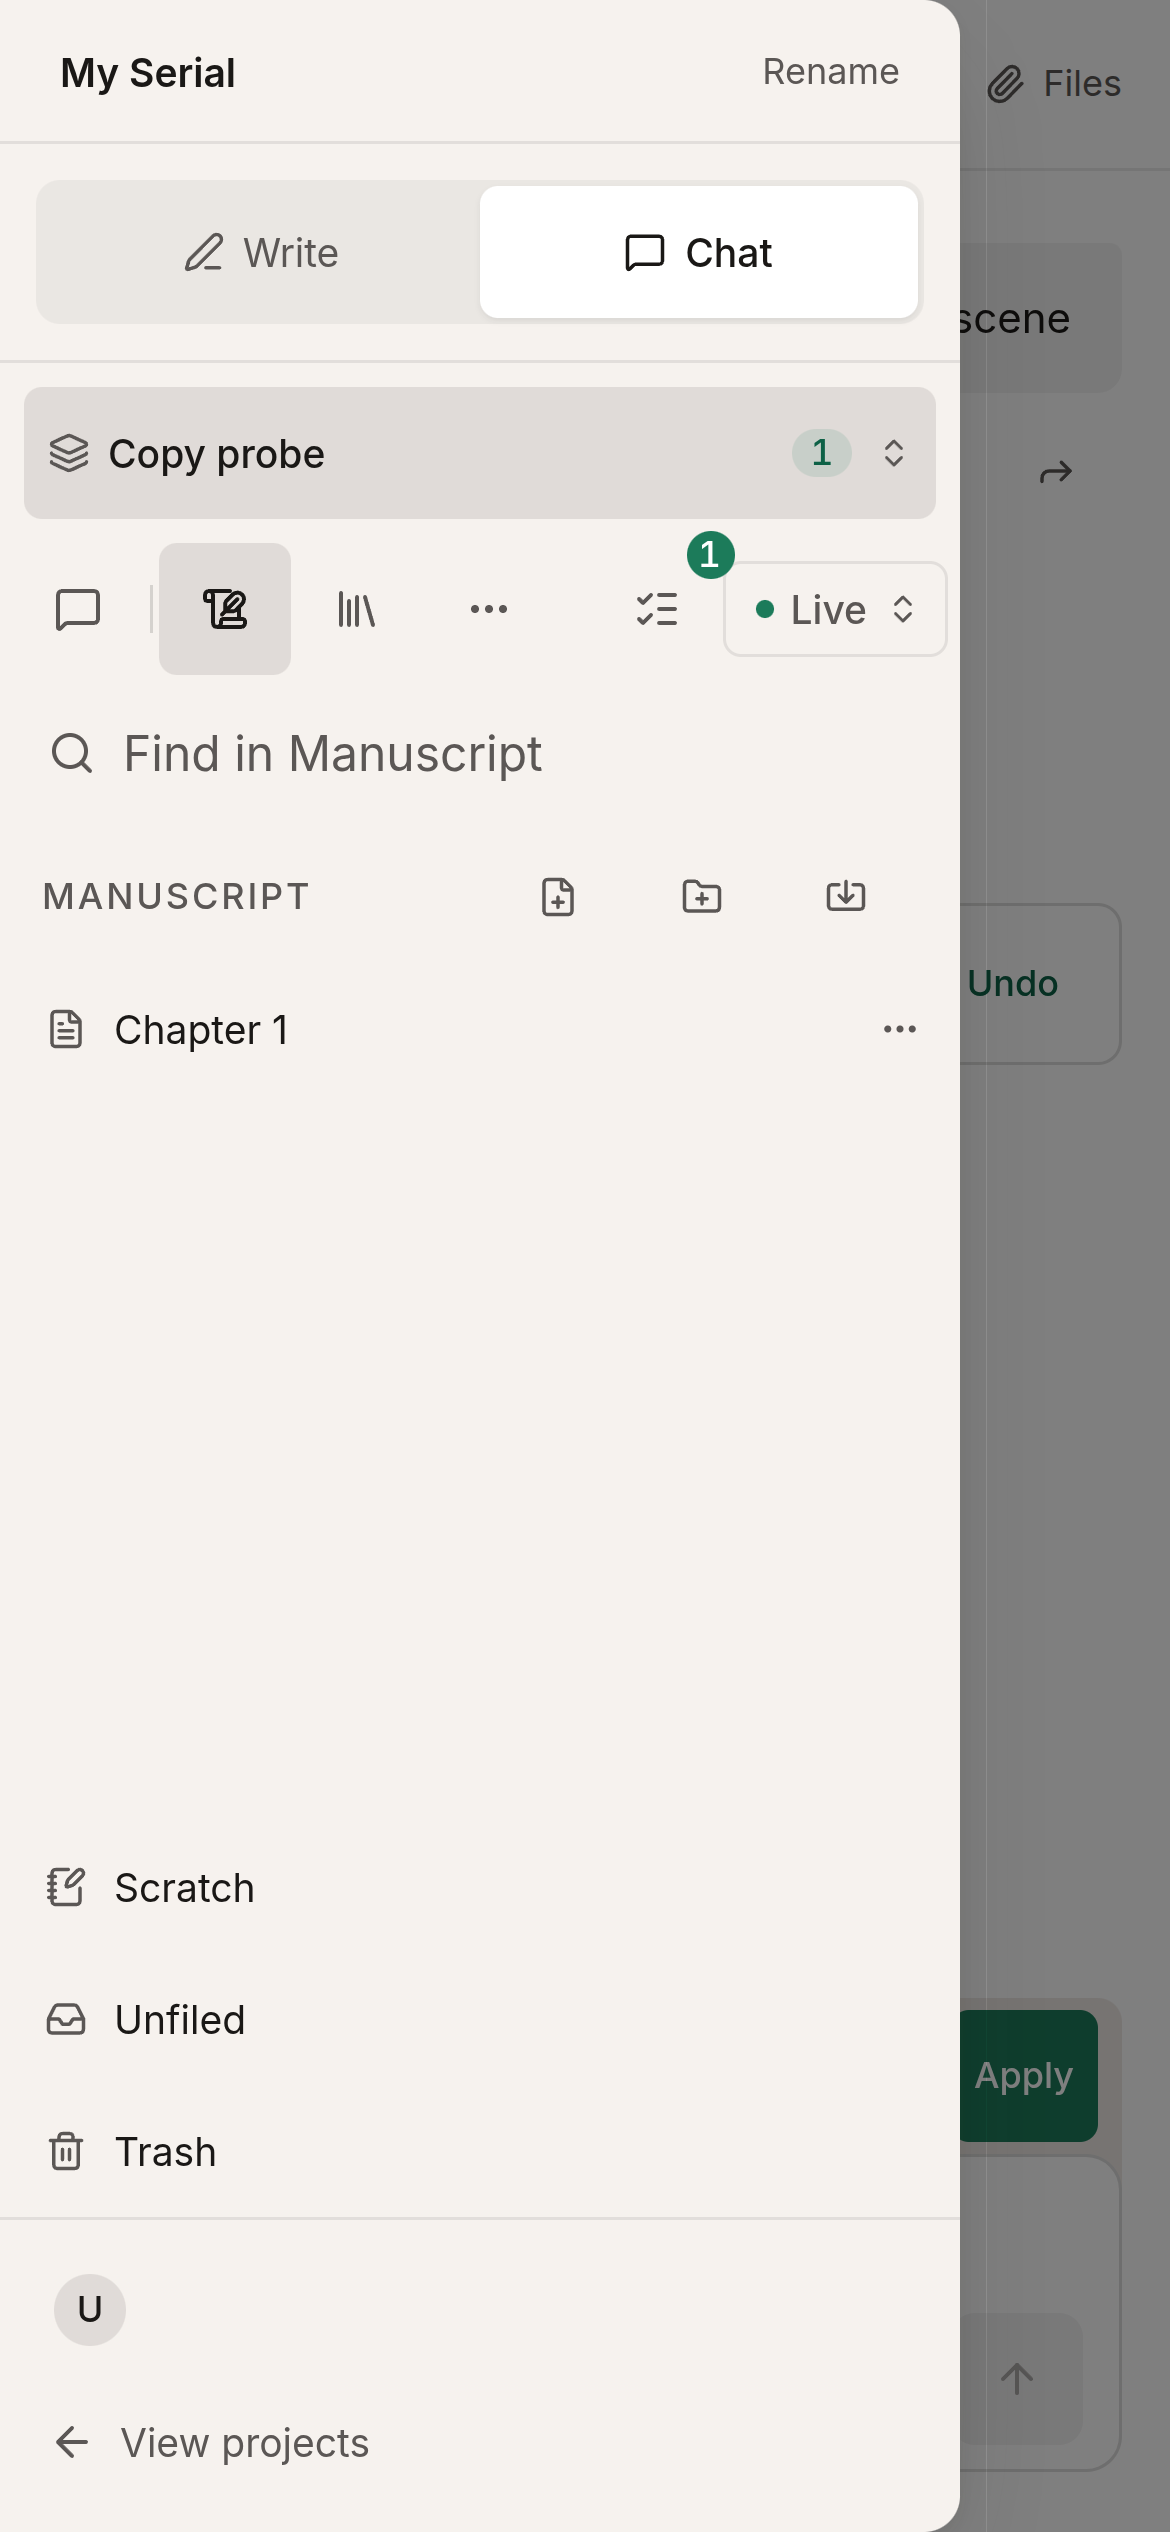 My Serial
Rename
Files
Write
Chat
scene
Copy probe
1
1
Live
Find in Manuscript
MANUSCRIPT
Undo
Chapter 1
Scratch
Unfiled
Apply
Trash
U
View projects